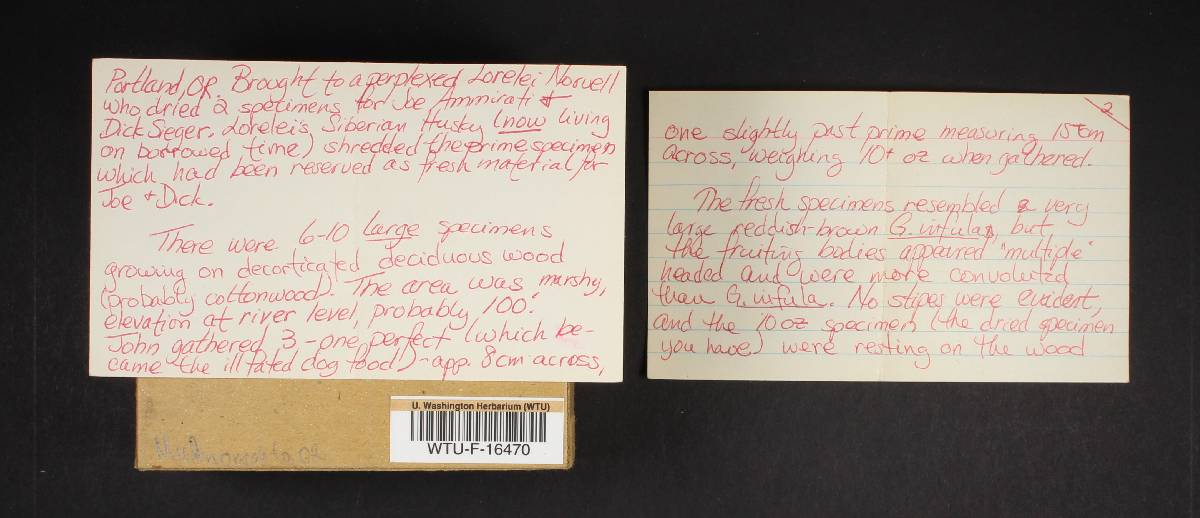 Portland, OR. Brought to a perplexed Lorelei Norvell
who dried 2 specimens for Joe Ammirati &
Dick Sieger. Lorelei's Siberian Husky (now living
on borrowed time) shredded the prime specimen
which had been reserved as fresh material for
Joe & Dick.
There were 6-10 Large specimens
growing on decorticated deciduous wood
(probably cottonwood). The area was marshy,
elevation at river level, probably 100'.
John gathered 3 - one perfect (which be-
came the ill fated dog food) - app. 8 cm across,
U. Washington Herbarium (WTU)
WTU-F-16470
2
one slightly past prime measuring 15 cm
across, weighing 10+ oz when gathered.
The fresh specimens resembled very
large reddish-brown G. infula, but
the fruiting bodies appeared "multiple"
headed and were more convoluted
than G. infula. No stipes were evident,
and the 10 oz specimen (the dried specimen
you have) were resting on the wood